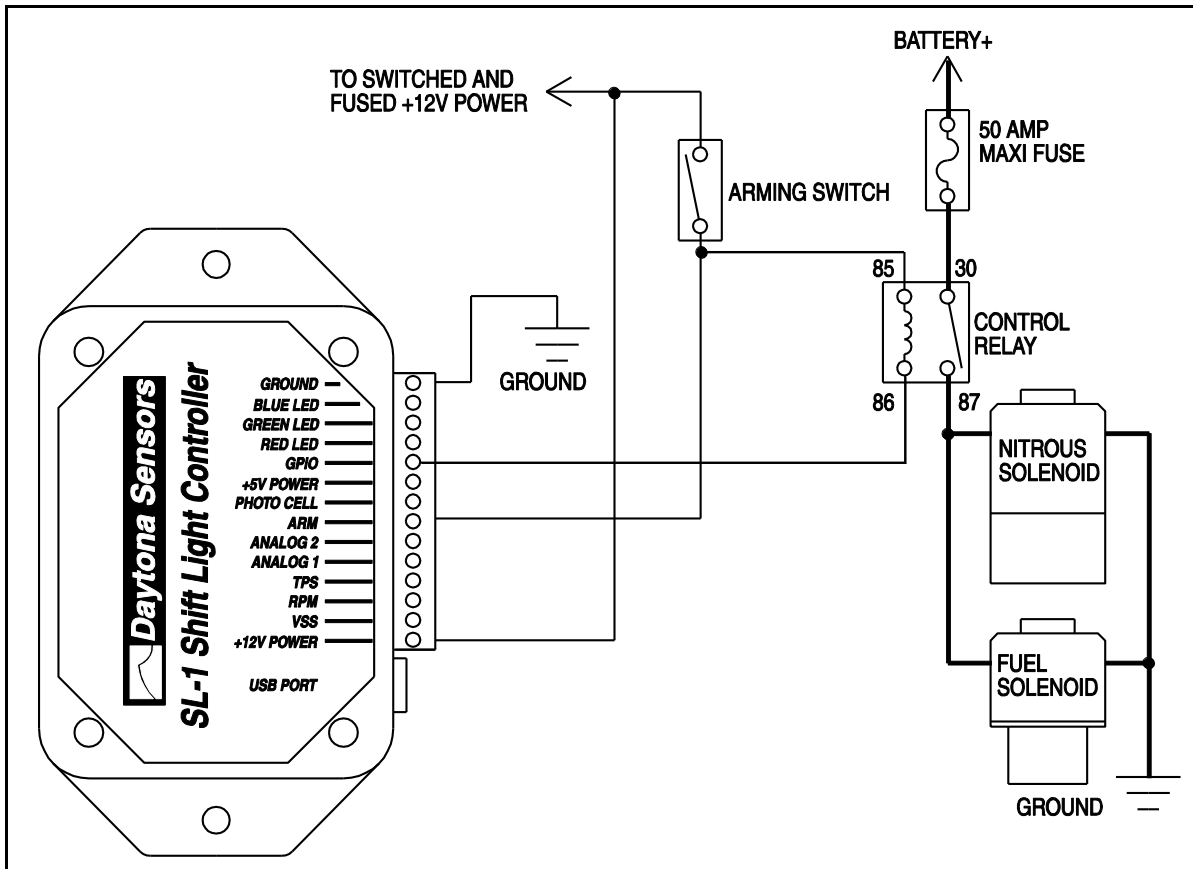 BATTERY+
TO SWITCHED AND
FUSED +12V POWER
50 AMP
MAXI FUSE
ARMING SWITCH
85
30
CONTROL
RELAY
86
87
GROUND
NITROUS
SOLENOID
FUEL
SOLENOID
GROUND
Daytona Sensors
SL-1 Shift Light Controller
GROUND
BLUE LED
GREEN LED
RED LED
GPIO
+5V POWER
PHOTO CELL
ARM
ANALOG 2
ANALOG 1
TPS
RPM
VSS
+12V POWER
USB PORT